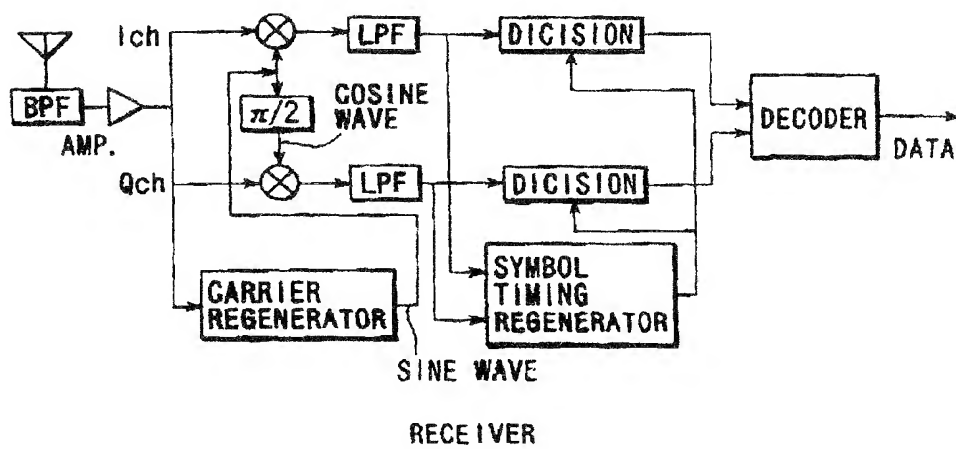 Ich
LPF
DICISION
BPF
AMP.
π/2
COSINE
WAVE
DECODER
DATA
Qch
LPF
DICISION
CARRIER
REGENERATOR
SYMBOL
TIMING
REGENERATOR
SINE WAVE
RECEIVER